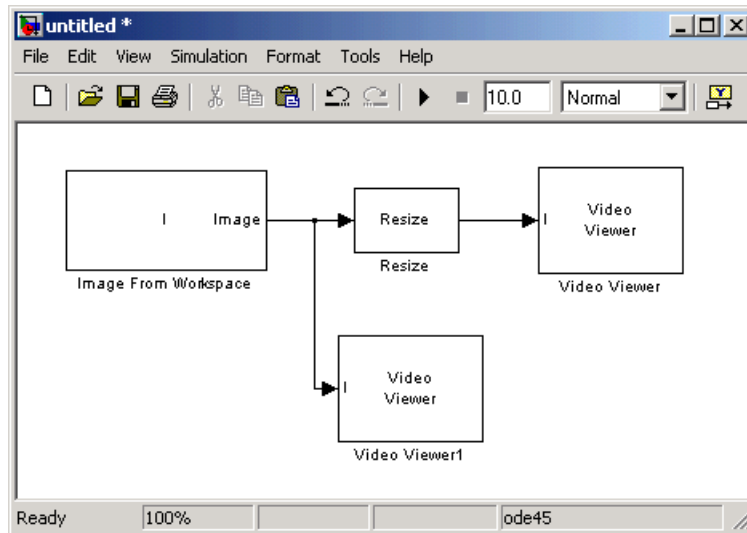 untitled *
File Edit View Simulation Format Tools Help
10.0 Normal
I Image
Image From Workspace
Resize
Resize
I Video
Viewer
Video Viewer
I Video
Viewer
Video Viewer1
Ready 100% ode45